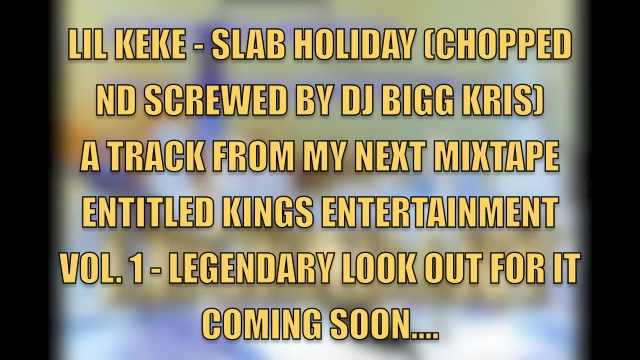 LIL KEKE - SLAB HOLIDAY (CHOPPED
ND SCREWED BY DJ BIGG KRIS)
A TRACK FROM MY NEXT MIXTAPE
ENTITLED KINGS ENTERTAINMENT
VOL. 1 - LEGENDARY LOOK OUT FOR IT
COMING SOON....